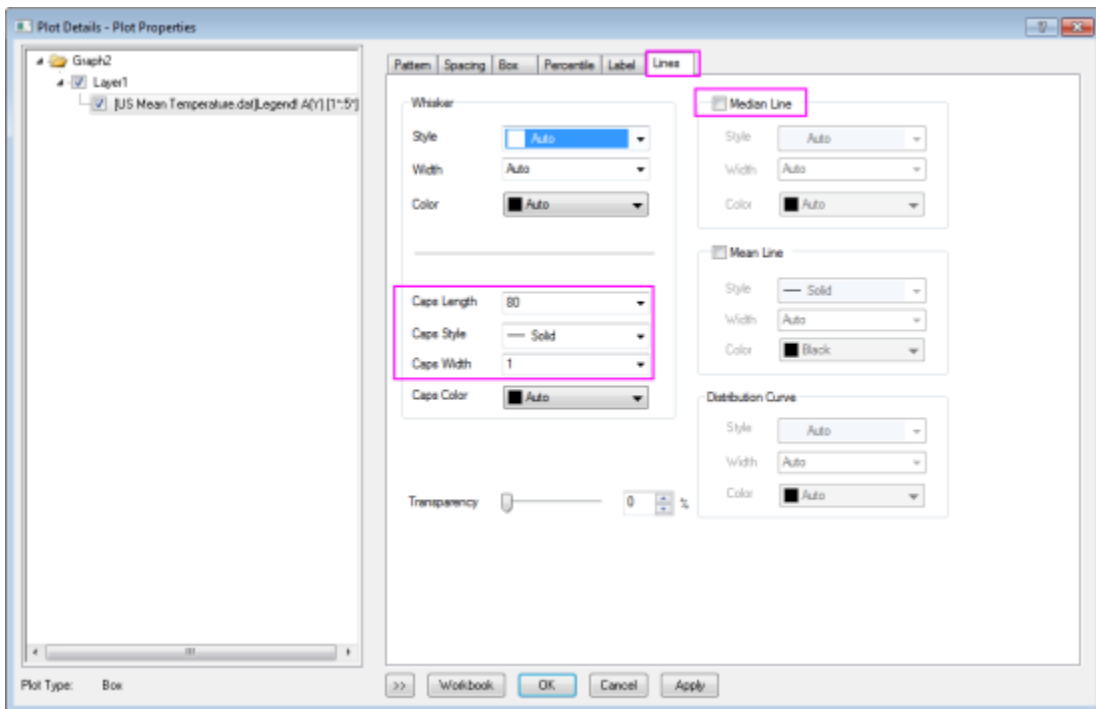 Plot Details - Plot Properties
Graph2
Layer1
[US Mean Temperature.dat]Legend! A(Y) [1*:5*]
Pattern Spacing Box Percentile Label Lines
Whisker
Style Auto
Width Auto
Color Auto
Caps Length 80
Caps Style Solid
Caps Width 1
Caps Color Auto
Transparency 0 %
Median Line
Style Auto
Width Auto
Color Auto
Mean Line
Style Solid
Width Auto
Color Black
Distribution Curve
Style Auto
Width Auto
Color Auto
Plot Type: Box
>> Workbook OK Cancel Apply